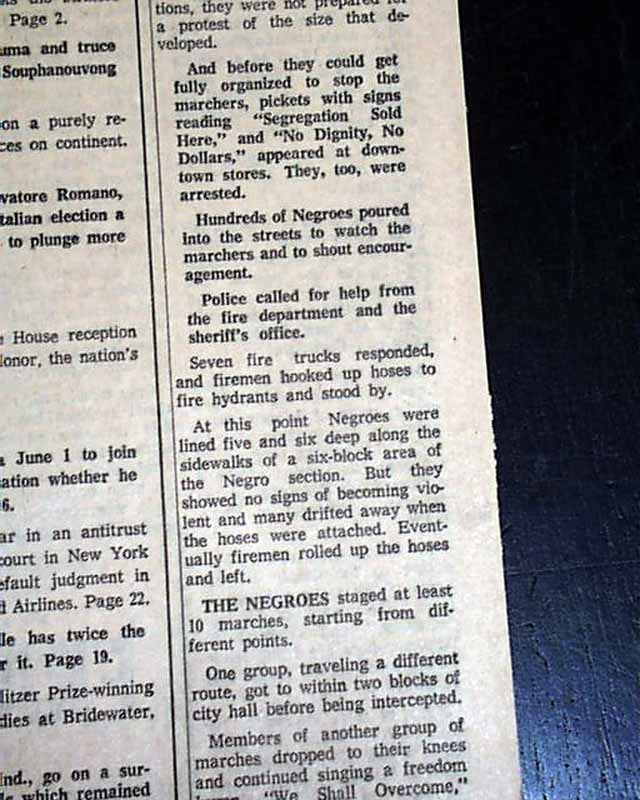 Page 2.
uma and truce
Souphanouvong
on a purely re-
ces on continent.
vatore Romano,
talian election a
to plunge more
House reception
onor, the nation's
June 1 to join
ation whether he
6.
ar in an antitrust
court in New York
efault judgment in
Airlines. Page 22.
le has twice the
r it. Page 19.
litzer Prize-winning
dies at Bridewater,
nd., go on a sur-
which remained
tions, they were not prepared for
a protest of the size that de-
veloped.
And before they could get
fully organized to stop the
marchers, pickets with signs
reading "Segregation Sold
Here," and "No Dignity, No
Dollars," appeared at down-
town stores. They, too, were
arrested.
Hundreds of Negroes poured
into the streets to watch the
marchers and to shout encour-
agement.
Police called for help from
the fire department and the
sheriff's office.
Seven fire trucks responded,
and firemen hooked up hoses to
fire hydrants and stood by.
At this point Negroes were
lined five and six deep along the
sidewalks of a six-block area of
the Negro section. But they
showed no signs of becoming vio-
lent and many drifted away when
the hoses were attached. Event-
ually firemen rolled up the hoses
and left.
THE NEGROES staged at least
10 marches, starting from dif-
ferent points.
One group, traveling a different
route, got to within two blocks of
city hall before being intercepted.
Members of another group of
marches dropped to their knees
and continued singing a freedom
"We Shall Overcome,"